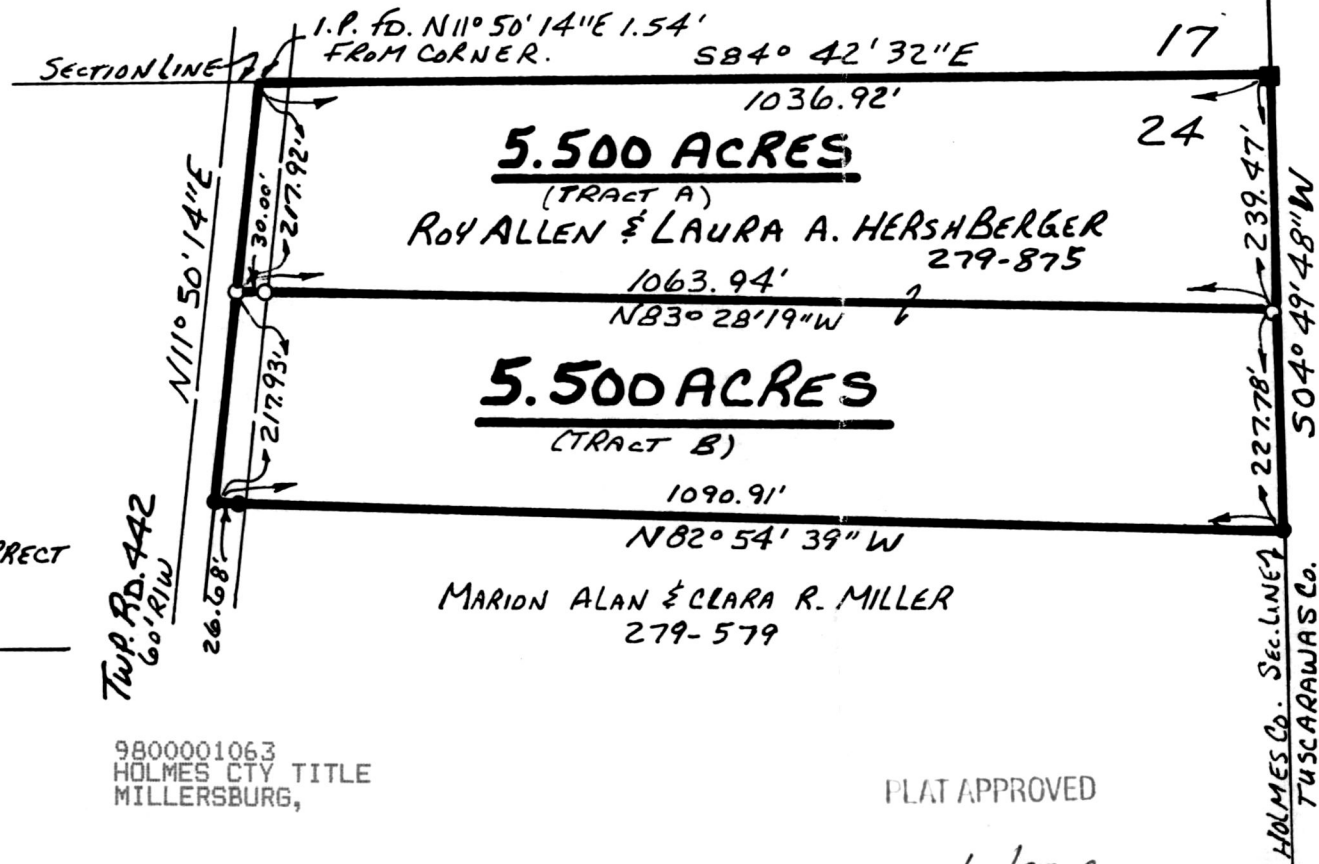 I.P. FD. N11° 50' 14"E 1.54'
FROM CORNER.
SECTION LINE
S84° 42' 32"E
17
1036.92'
24
5.500 ACRES
(TRACT A)
ROY ALLEN & LAURA A. HERSHBERGER
279-875
N11° 50' 14"E
30.00'
217.92'
239.47'
S04° 49' 48"W
1063.94'
N83° 28' 19"W
5.500 ACRES
(TRACT B)
217.93'
227.78'
1090.91'
N82° 54' 39"W
MARION ALAN & CLARA R. MILLER
279-579
TWP. RD. 442
60' R/W
26.68'
HOLMES CO. SEC. LINE
TUSCARAWAS CO.
9800001063
HOLMES CTY TITLE
MILLERSBURG,
PLAT APPROVED